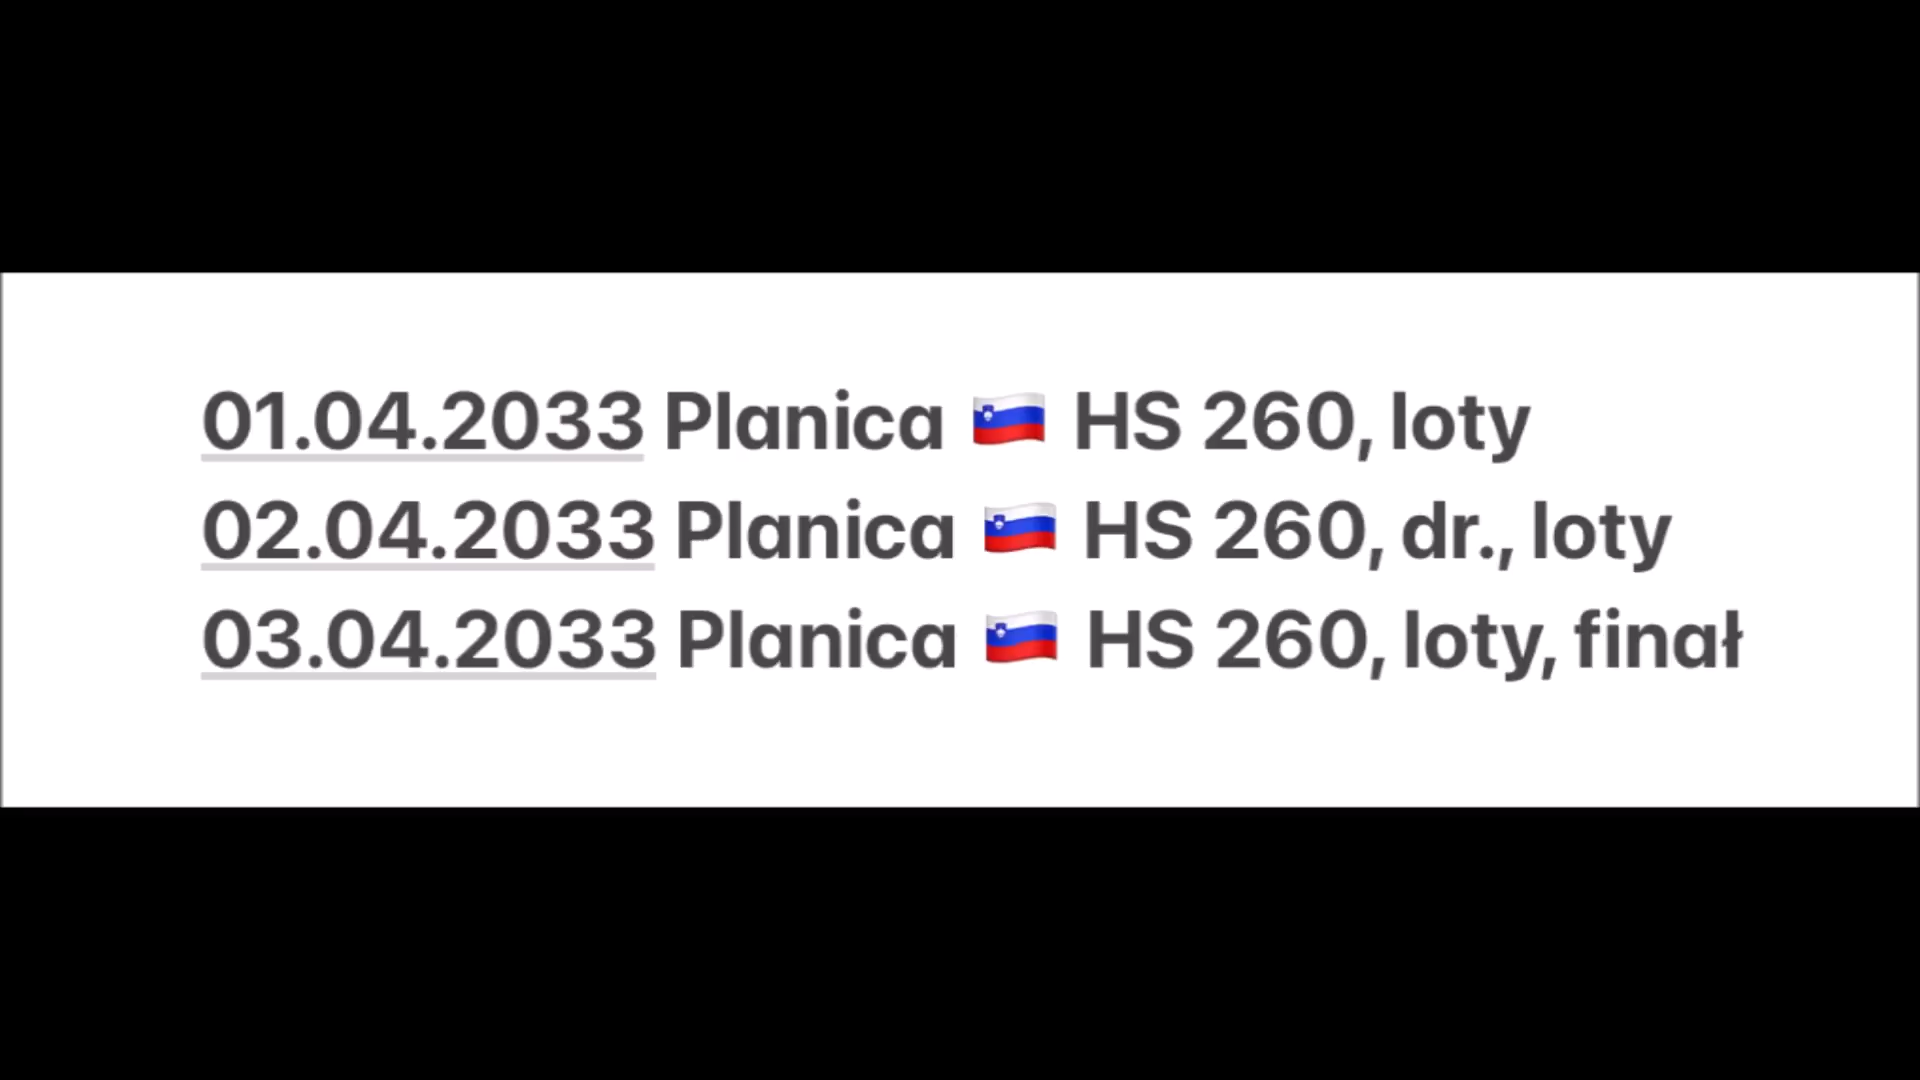 01.04.2033 Planica 🇸🇮 HS 260, loty
02.04.2033 Planica 🇸🇮 HS 260, dr., loty
03.04.2033 Planica 🇸🇮 HS 260, loty, finał